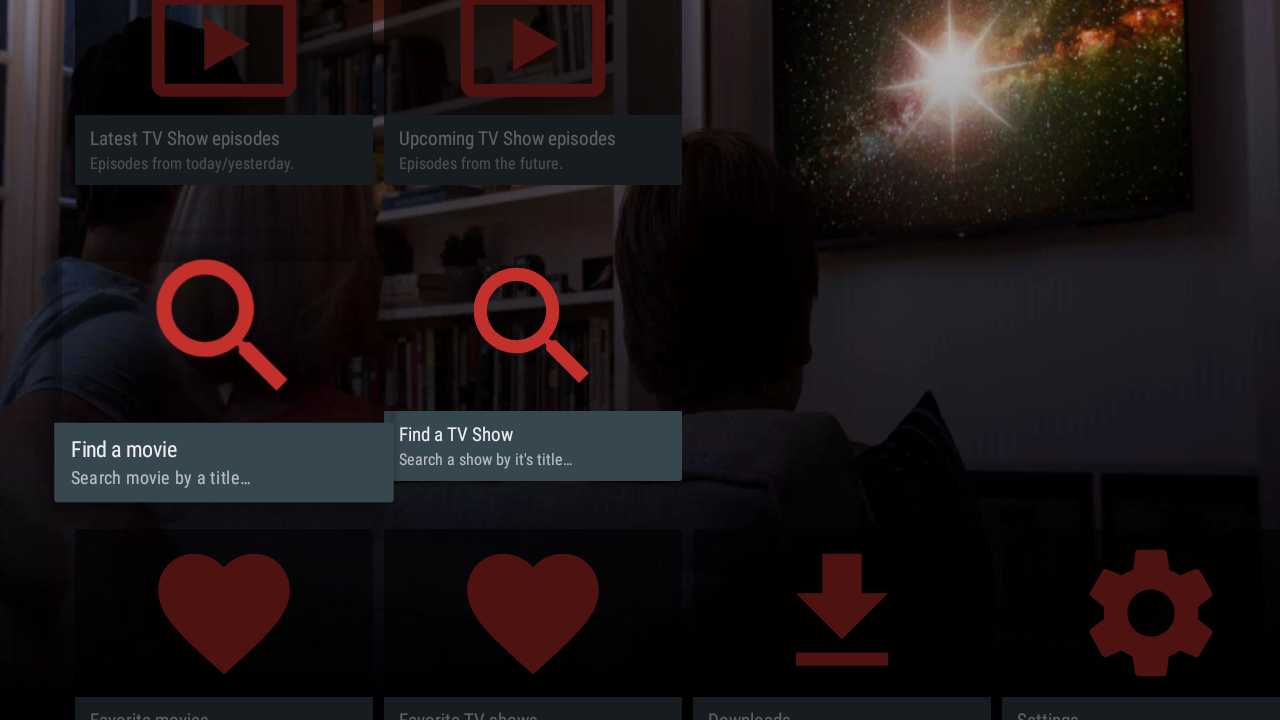 Latest TV Show episodes
Episodes from today/yesterday.
Upcoming TV Show episodes
Episodes from the future.
Find a movie
Search movie by a title…
Find a TV Show
Search a show by it's title…
Favorite movies
Favorite TV shows
Downloads
Settings